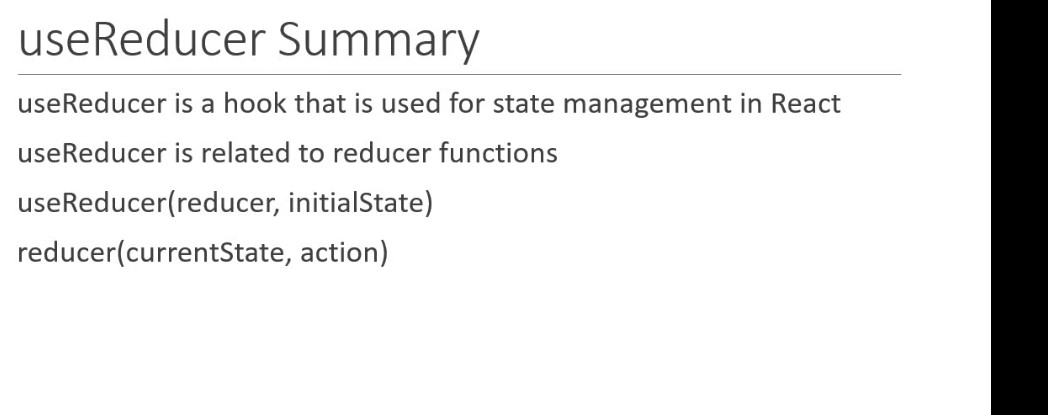 useReducer Summary
useReducer is a hook that is used for state management in React
useReducer is related to reducer functions
useReducer(reducer, initialState)
reducer(currentState, action)